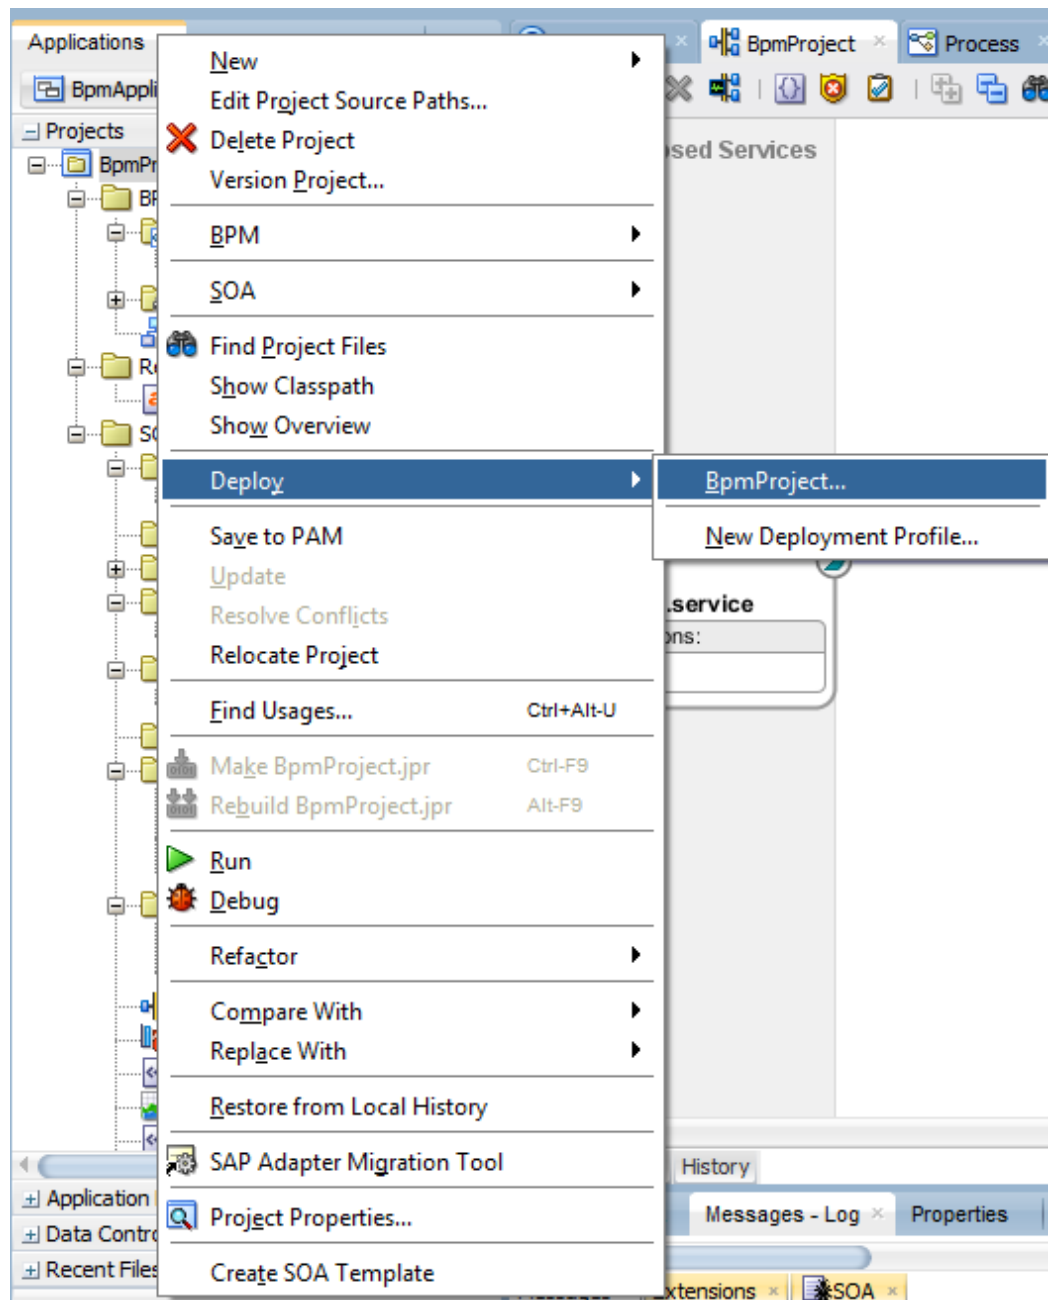 Applications
BpmProject
Process
BpmAppli
Projects
BpmPr
New
Edit Project Source Paths...
Delete Project
Version Project...
BPM
SOA
Find Project Files
Show Classpath
Show Overview
Deploy
Save to PAM
Update
Resolve Conflicts
Relocate Project
Find Usages... Ctrl+Alt-U
Make BpmProject.jpr Ctrl-F9
Rebuild BpmProject.jpr Alt-F9
Run
Debug
Refactor
Compare With
Replace With
Restore from Local History
SAP Adapter Migration Tool
Project Properties...
Create SOA Template
BpmProject...
New Deployment Profile...
osed Services
.service
ons:
History
Application
Data Contro
Recent Files
Messages - Log
Properties
Extensions
SOA